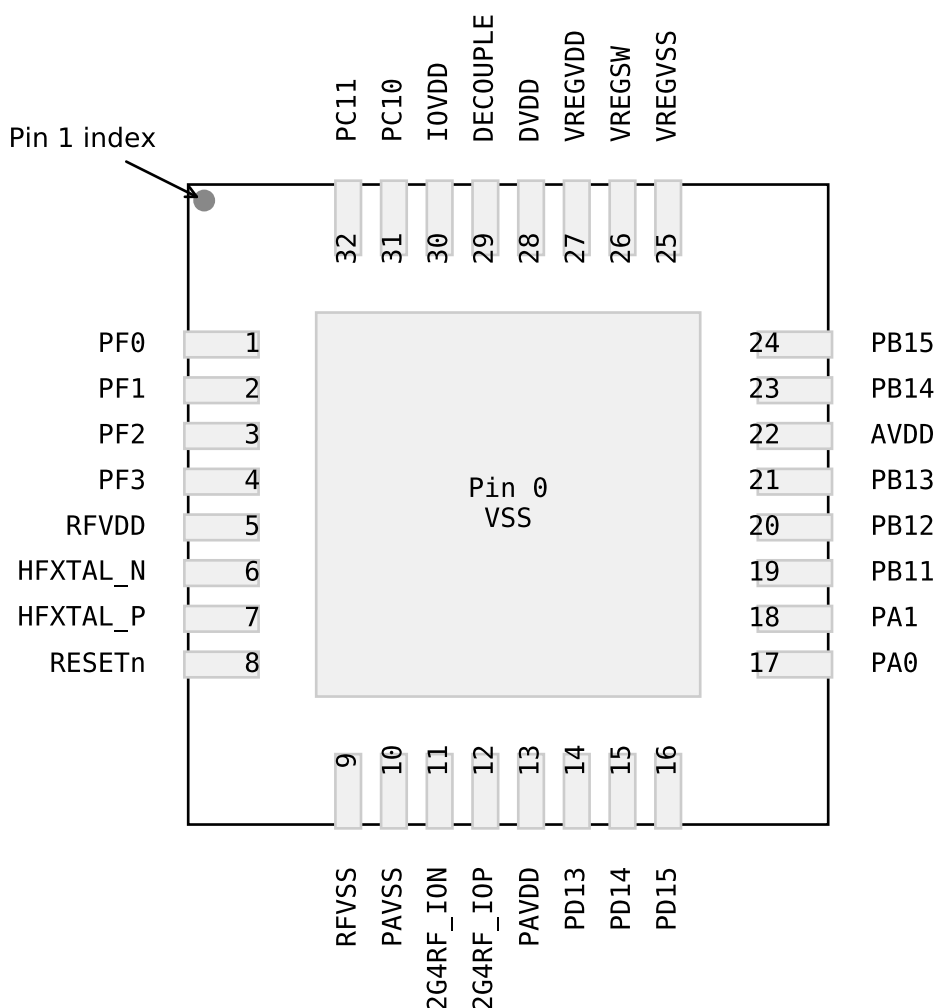 PC11
PC10
IOVDD
DECOUPLE
DVDD
VREGVDD
VREGSW
VREGVSS
Pin 1 index
32
31
30
29
28
27
26
25
PF0 1
PF1 2
PF2 3
PF3 4
RFVDD 5
HFXTAL_N 6
HFXTAL_P 7
RESETn 8
Pin 0
VSS
24 PB15
23 PB14
22 AVDD
21 PB13
20 PB12
19 PB11
18 PA1
17 PA0
9
10
11
12
13
14
15
16
RFVSS
PAVSS
2G4RF_ION
2G4RF_IOP
PAVDD
PD13
PD14
PD15